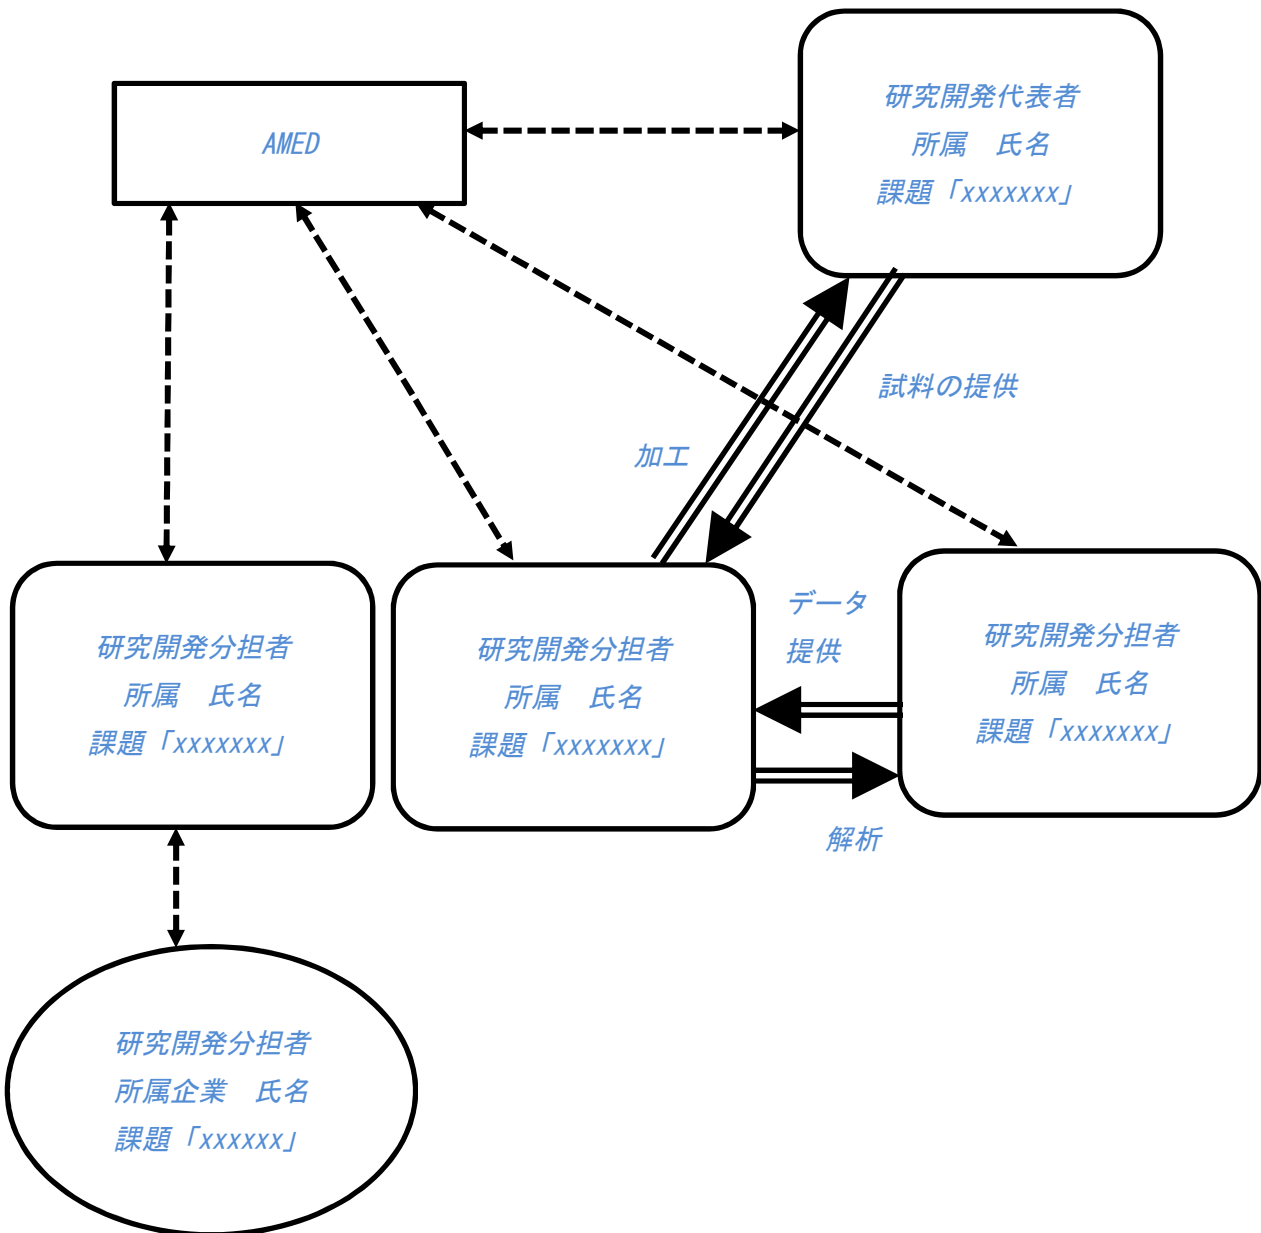 研究開発代表者
所属　氏名
課題「xxxxxxx」
AMED
試料の提供
加工
データ
提供
研究開発分担者
所属　氏名
課題「xxxxxxx」
研究開発分担者
所属　氏名
課題「xxxxxxx」
研究開発分担者
所属　氏名
課題「xxxxxxx」
解析
研究開発分担者
所属企業　氏名
課題「xxxxxx」